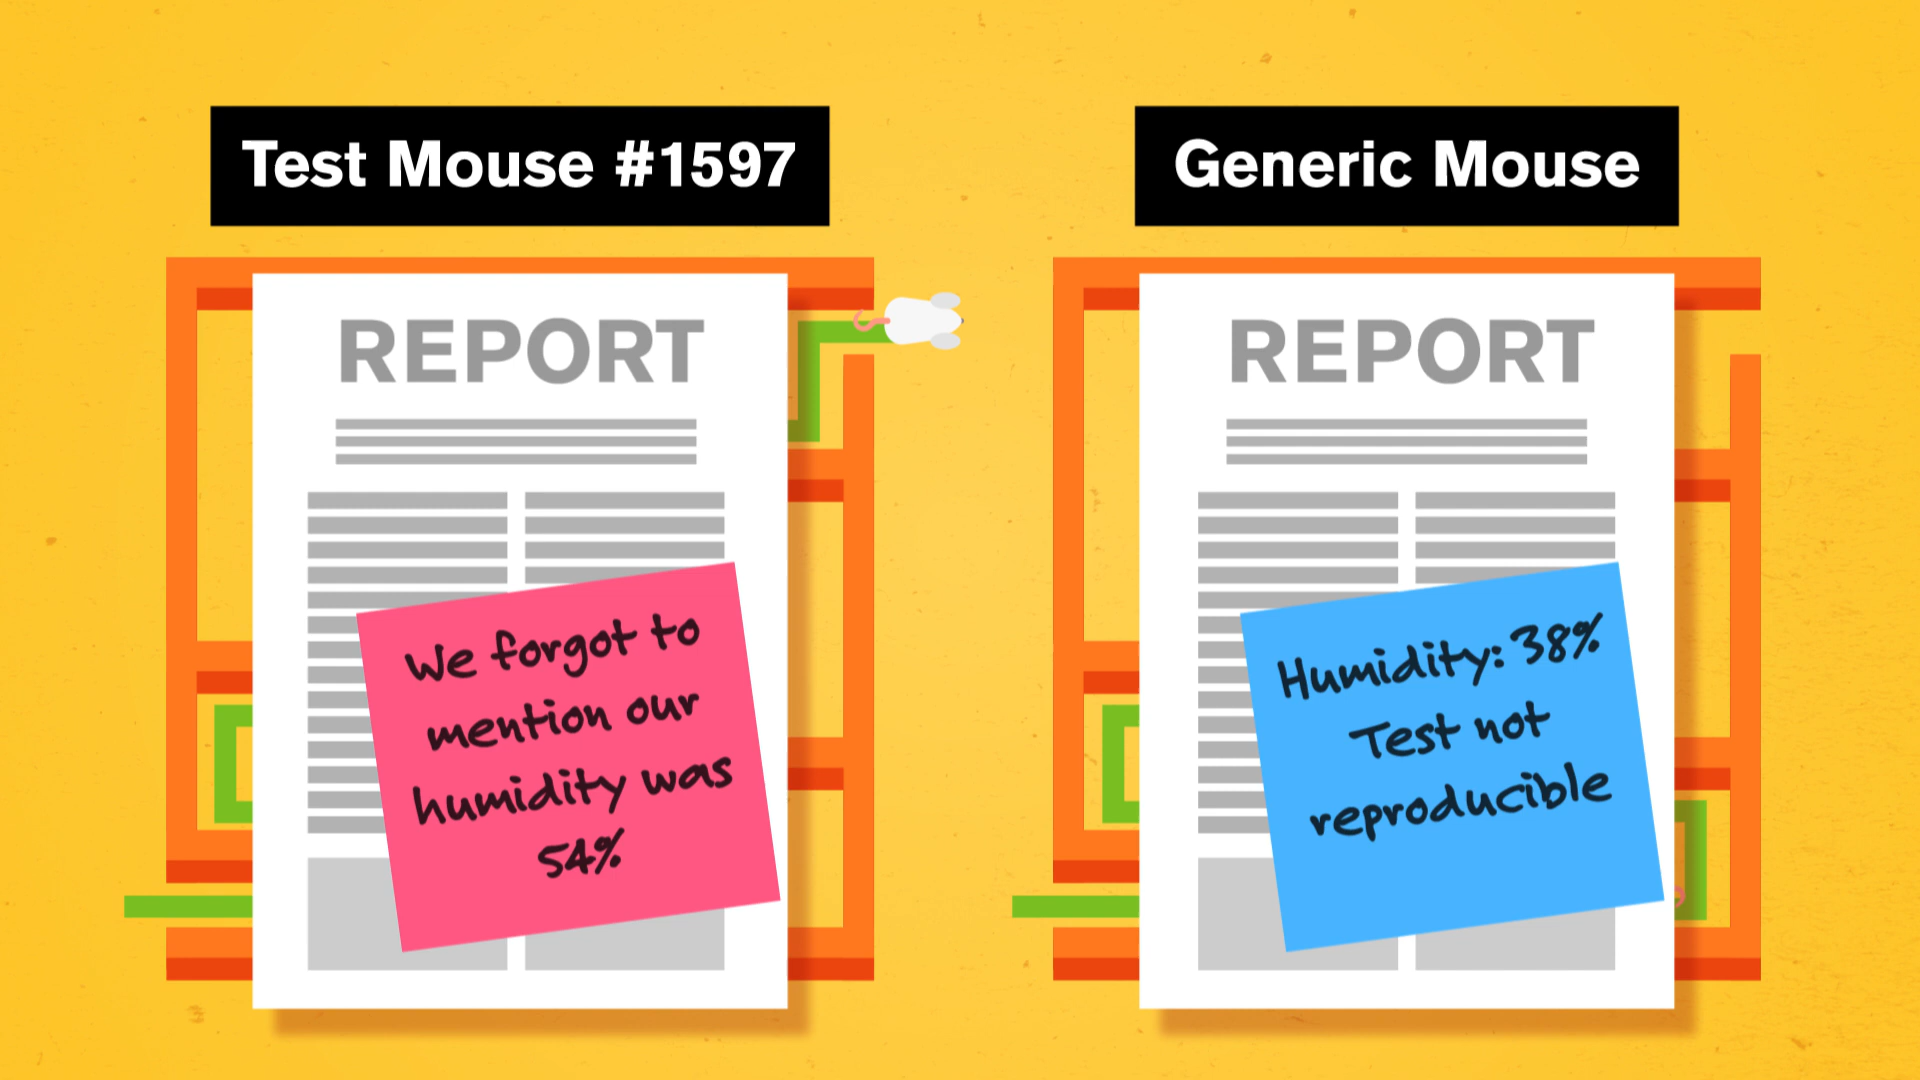 Test Mouse #1597
REPORT
We forgot to
mention our
humidity was
54%
Generic Mouse
REPORT
Humidity: 38%
Test not
reproducible